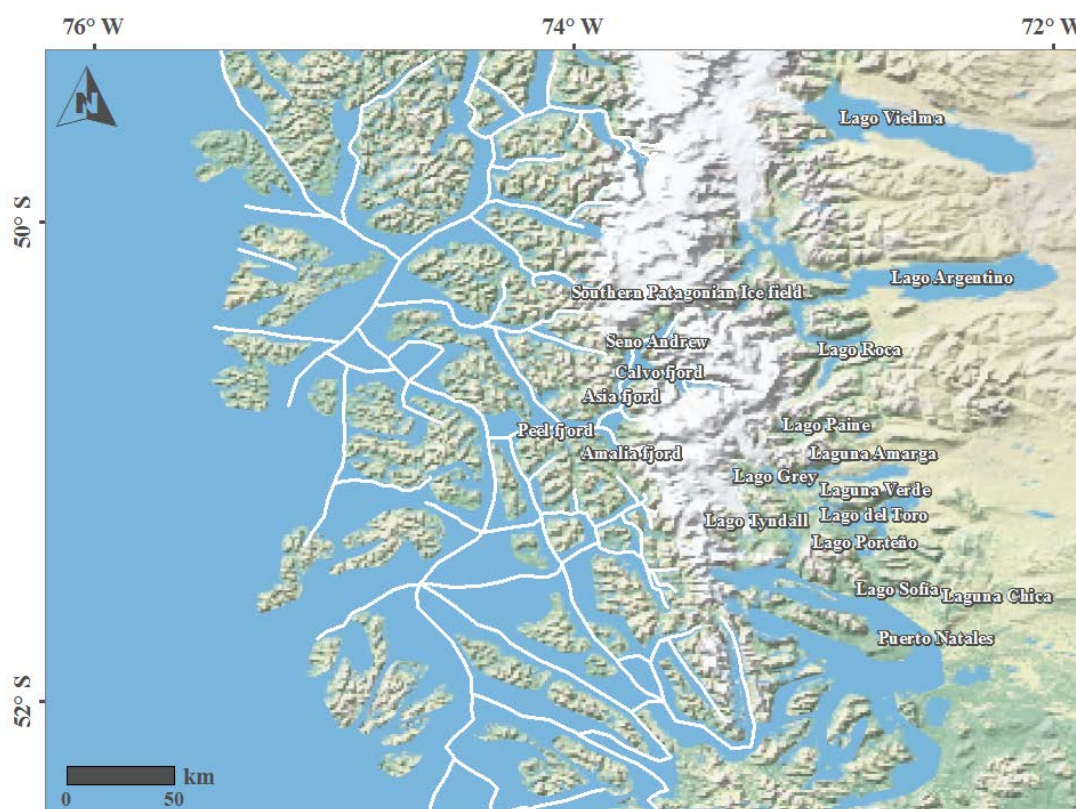 76° W
74° W
72° W
N
Lago Viedma
50° S
Lago Argentino
Southern Patagonian Ice field
Seno Andrew
Lago Roca
Calvo fjord
Asia fjord
Lago Paine
Peel fjord
Amalia fjord
Laguna Amarga
Lago Grey
Laguna Verde
Lago Tyndall
Lago del Toro
Lago Porteño
Lago Sofía
Laguna Chica
Puerto Natales
52° S
km
0
50